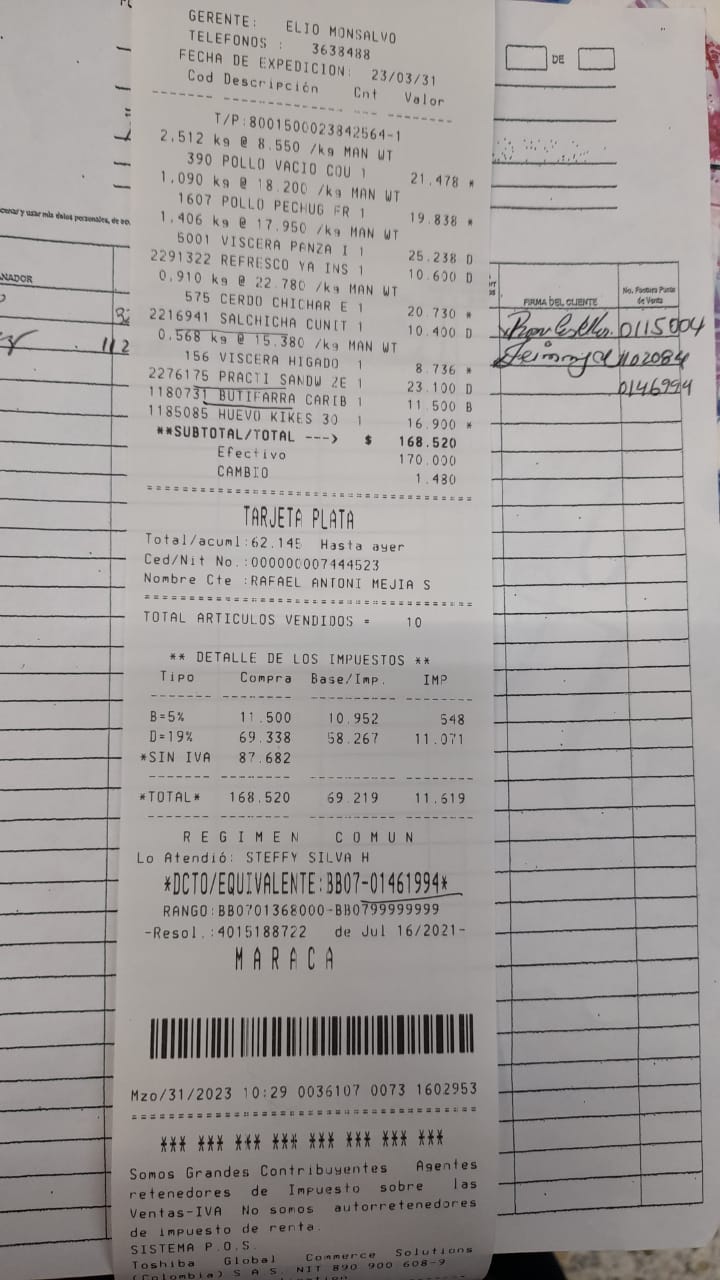 GERENTE: ELIO MONSALVO
TELEFONOS : 3638488
FECHA DE EXPEDICION: 23/03/31
Cod Descripción Cnt Valor
T/P:8001500023842564-1
2,512 kg @ 8.550 /kg MAN WT
390 POLLO VACIO COU 1 21.478 *
1,090 kg @ 18.200 /kg MAN WT
1607 POLLO PECHUG FR 1 19.838 *
1,406 kg @ 17.950 /kg MAN WT
5001 VISCERA PANZA I 1 25.238 D
2291322 REFRESCO YA INS 1 10.600 D
0,910 kg @ 22.780 /kg MAN WT
575 CERDO CHICHAR E 1 20.730 *
2216941 SALCHICHA CUNIT 1 10.400 D
0,568 kg @ 15.380 /kg MAN WT
156 VISCERA HIGADO 1 8.736 *
2276175 PRACTI SANDW 2E 1 23.100 D
1180731 BUTIFARRA CARIB 1 11.500 B
1185085 HUEVO KIKES 30 1 16.900 *
**SUBTOTAL/TOTAL ---> $ 168.520
Efectivo 170.000
CAMBIO 1.480
TARJETA PLATA
Total/acuml:62.145 Hasta ayer
Ced/Nit No.:000000007444523
Nombre Cte :RAFAEL ANTONI MEJIA S
TOTAL ARTICULOS VENDIDOS = 10
** DETALLE DE LOS IMPUESTOS **
Tipo Compra Base/Imp. IMP
B=5% 11.500 10.952 548
D=19% 69.338 58.267 11.071
*SIN IVA 87.682
*TOTAL* 168.520 69.219 11.619
REGIMEN COMUN
Lo Atendió: STEFFY SILVA H
*DCTO/EQUIVALENTE:BB07-01461994*
RANGO:BB0701368000-BB0799999999
-Resol.:4015188722 de Jul 16/2021-
MARACA
Mzo/31/2023 10:29 0036107 0073 1602953
*** *** *** *** *** *** *** ***
Somos Grandes Contribuyentes Agentes
retenedores de Impuesto sobre las
Ventas-IVA No somos autorretenedores
de impuesto de renta.
SISTEMA P.O.S.
Toshiba Global Commerce Solutions
(Colombia) S A S. NIT 890 900 608-9
DE
y usar mis datos personales, de
NADOR
112
FIRMA DEL CLIENTE
No. Factura Punto
de Venta
0115004
1102084
0146994